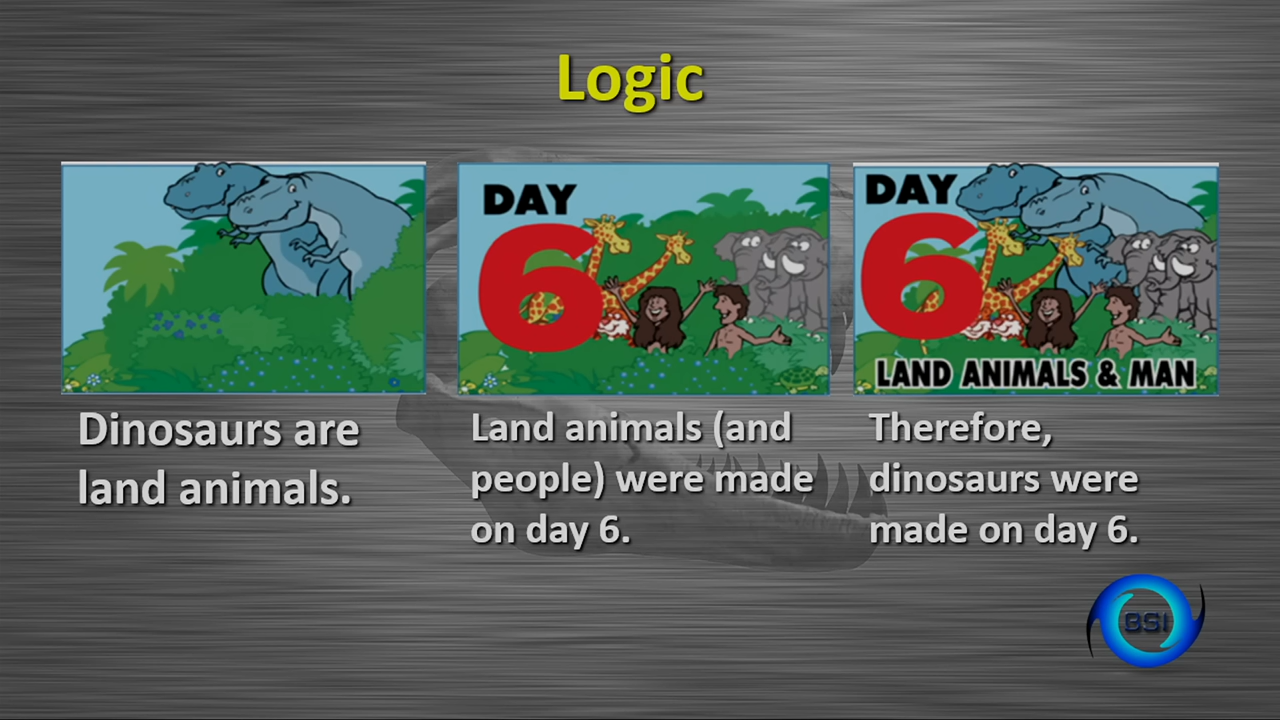 Logic
DAY
6
DAY
6
LAND ANIMALS & MAN
Dinosaurs are
land animals.
Land animals (and
people) were made
on day 6.
Therefore,
dinosaurs were
made on day 6.
BSI